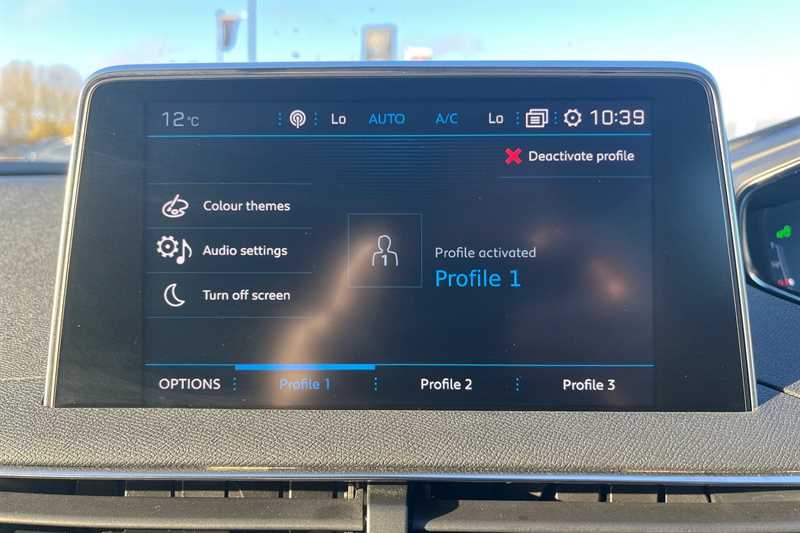 12°C Lo AUTO A/C Lo 10:39
Deactivate profile
Colour themes
Audio settings
Turn off screen
1
Profile activated
Profile 1
OPTIONS Profile 1 Profile 2 Profile 3